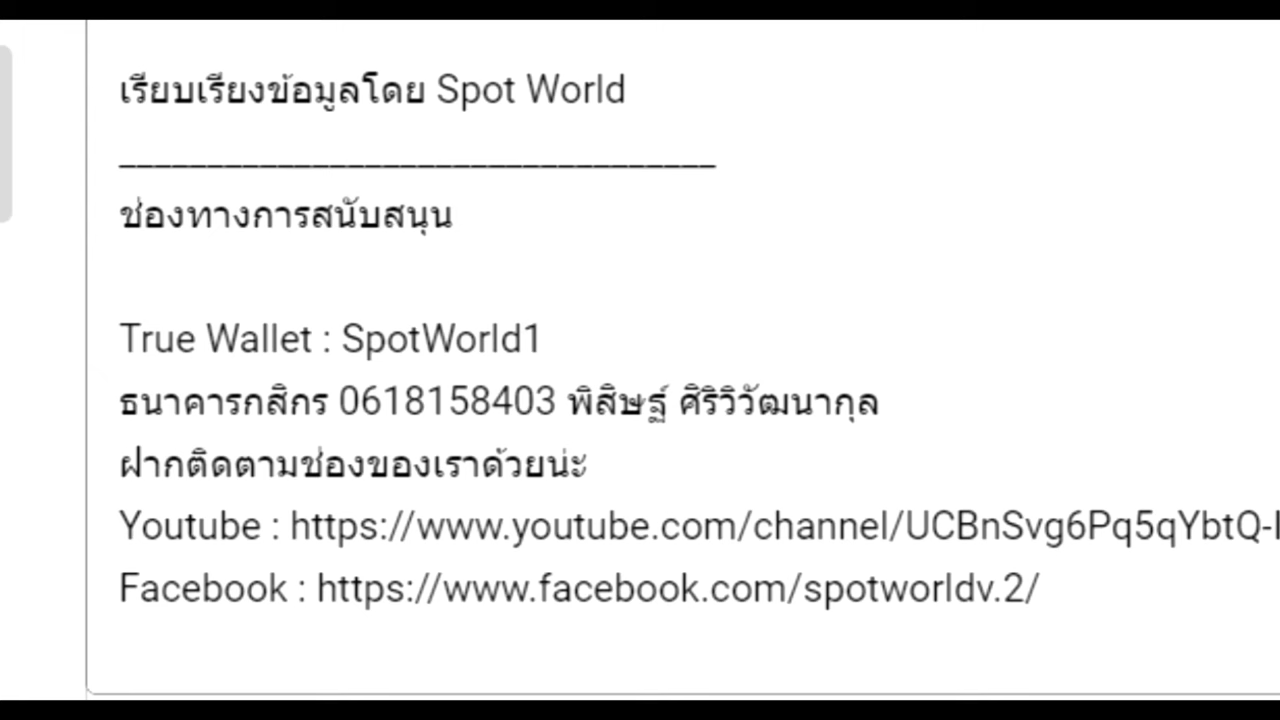 เรียบเรียงข้อมูลโดย Spot World
__________________________________
ช่องทางการสนับสนุน
True Wallet : SpotWorld1
ธนาคารกสิกร 0618158403 พิสิษฐ์ ศิริวิวัฒนากุล
ฝากติดตามช่องของเราด้วยน่ะ
Youtube : https://www.youtube.com/channel/UCBnSvg6Pq5qYbtQ-
Facebook : https://www.facebook.com/spotworldv.2/